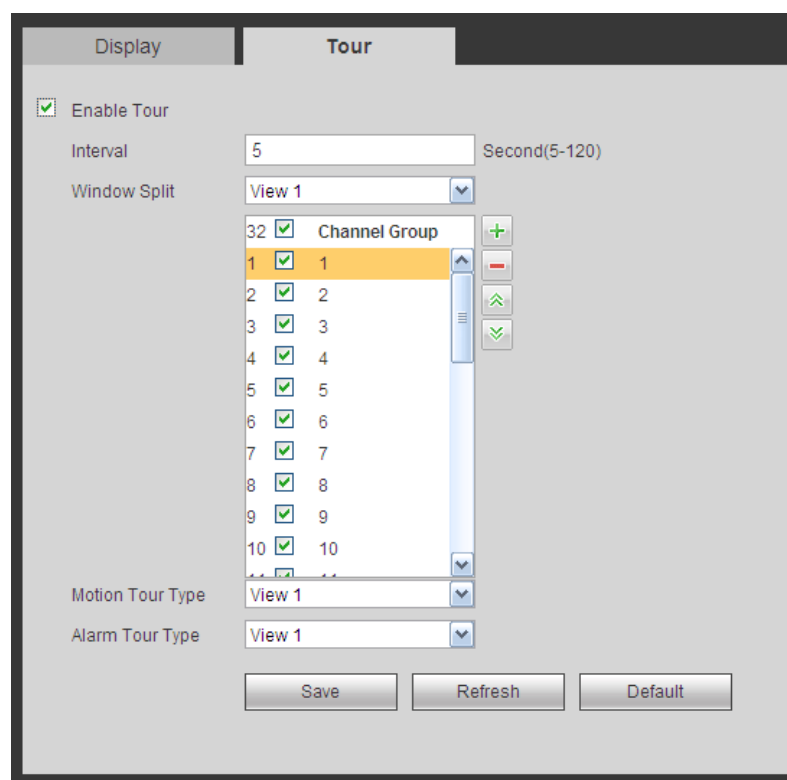 Display Tour
Enable Tour
Interval 5 Second(5-120)
Window Split View 1
32 Channel Group
1 1
2 2
3 3
4 4
5 5
6 6
7 7
8 8
9 9
10 10
Motion Tour Type View 1
Alarm Tour Type View 1
Save Refresh Default